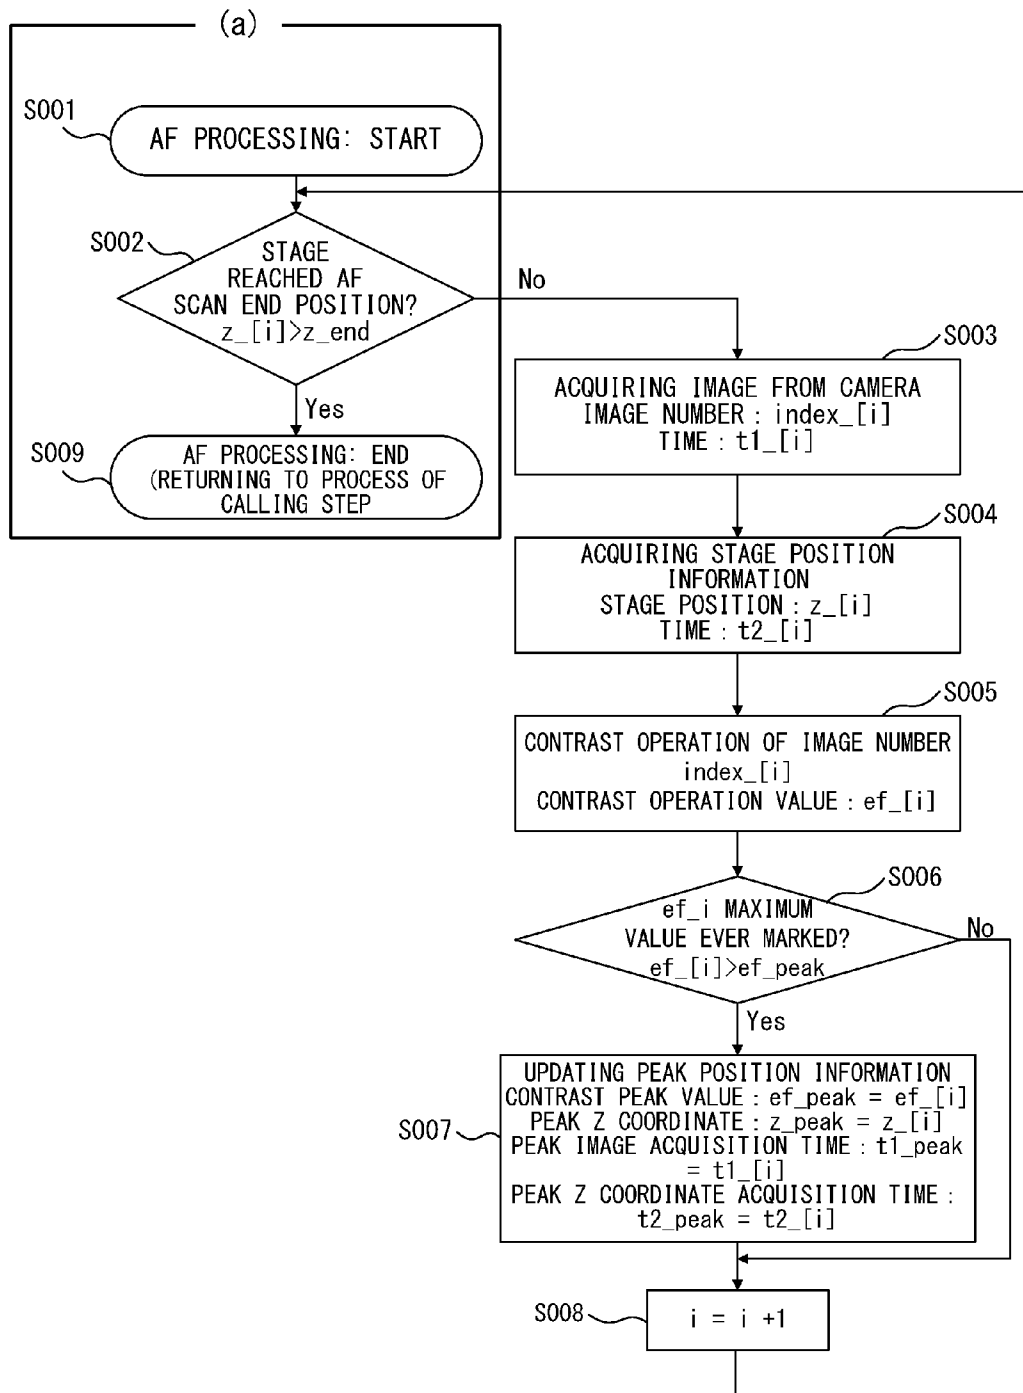 (a)
S001
AF PROCESSING: START
S002
STAGE
REACHED AF
SCAN END POSITION?
z_[i]>z_end
No
Yes
S009
AF PROCESSING: END
(RETURNING TO PROCESS OF
CALLING STEP
S003
ACQUIRING IMAGE FROM CAMERA
IMAGE NUMBER : index_[i]
TIME : t1_[i]
S004
ACQUIRING STAGE POSITION
INFORMATION
STAGE POSITION : z_[i]
TIME : t2_[i]
S005
CONTRAST OPERATION OF IMAGE NUMBER
index_[i]
CONTRAST OPERATION VALUE : ef_[i]
S006
ef_i MAXIMUM
VALUE EVER MARKED?
ef_[i]>ef_peak
No
Yes
S007
UPDATING PEAK POSITION INFORMATION
CONTRAST PEAK VALUE : ef_peak = ef_[i]
PEAK Z COORDINATE : z_peak = z_[i]
PEAK IMAGE ACQUISITION TIME : t1_peak
= t1_[i]
PEAK Z COORDINATE ACQUISITION TIME :
t2_peak = t2_[i]
S008
i = i +1